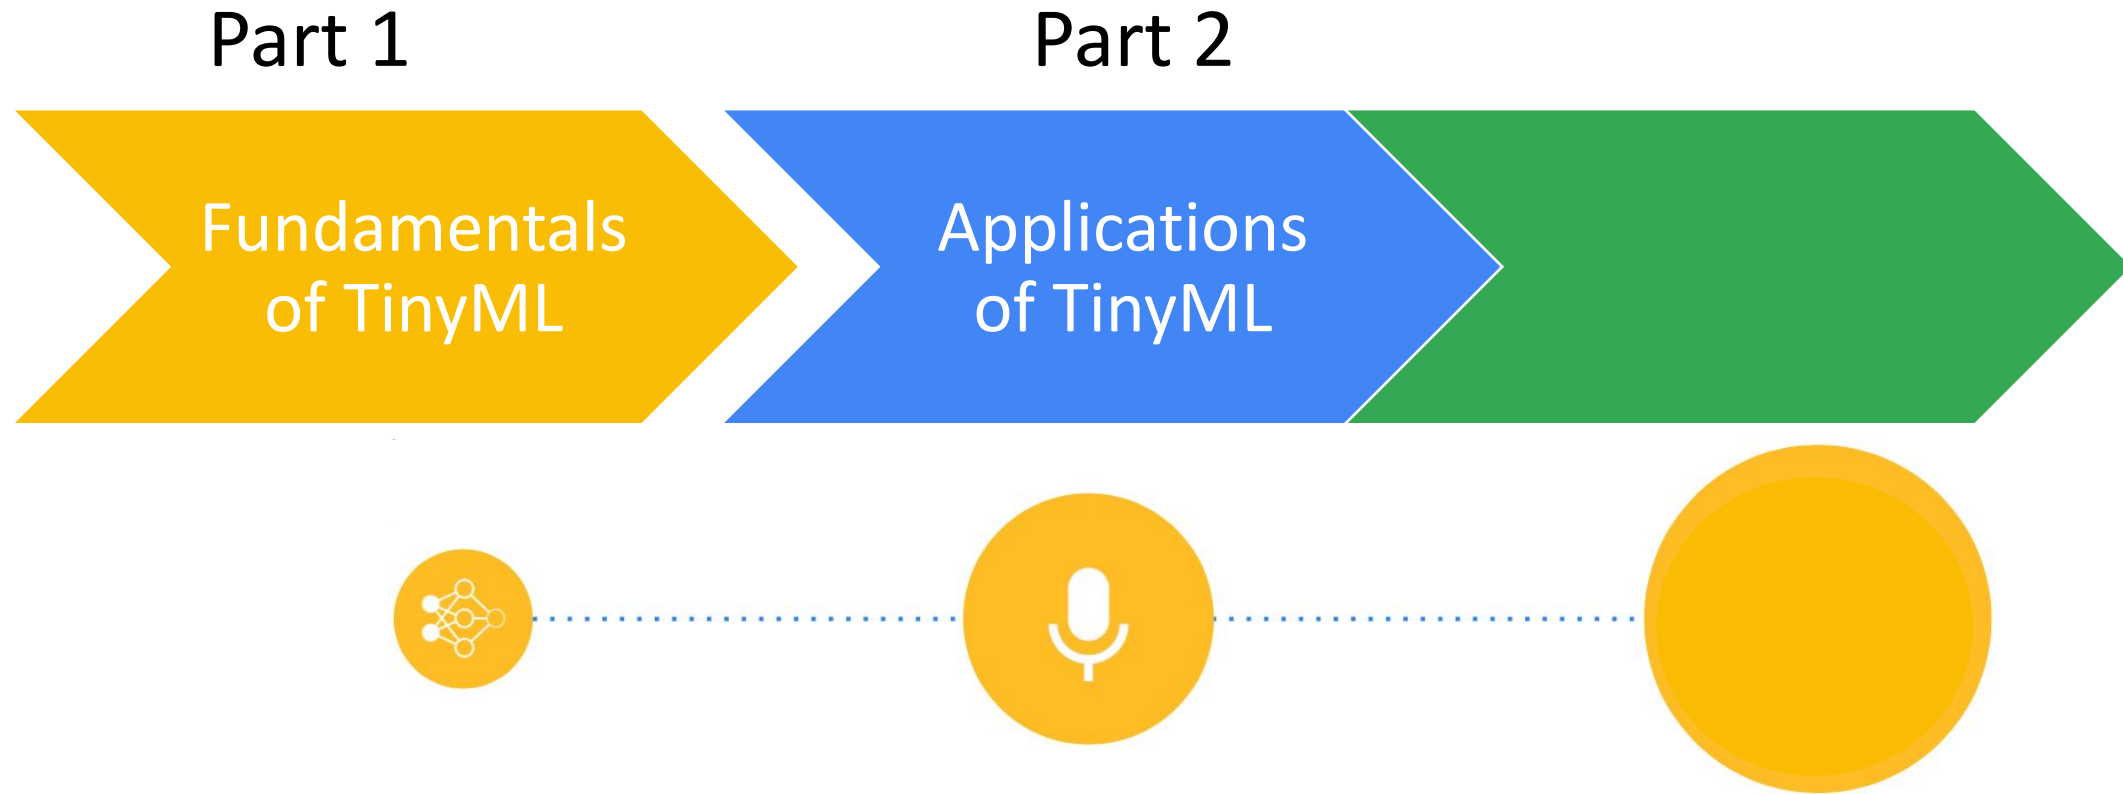 Part 1
Part 2
Fundamentals
of TinyML
Applications
of TinyML